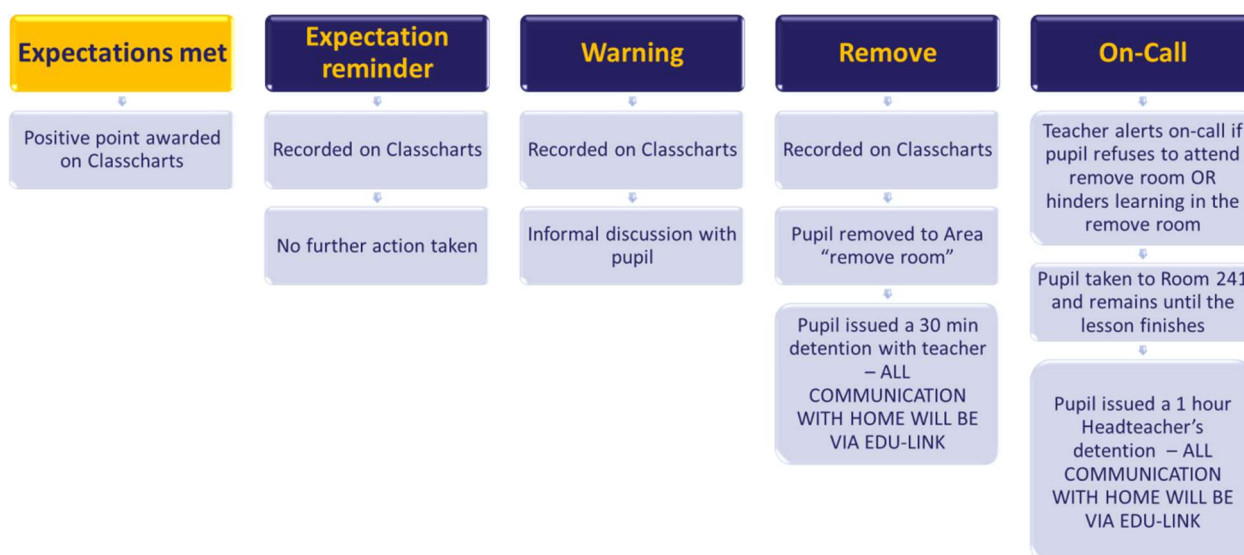 Expectations met
Positive point awarded
on Classcharts
Expectation
reminder
Recorded on Classcharts
No further action taken
Warning
Recorded on Classcharts
Informal discussion with
pupil
Remove
Recorded on Classcharts
Pupil removed to Area
“remove room”
Pupil issued a 30 min
detention with teacher
– ALL
COMMUNICATION
WITH HOME WILL BE
VIA EDU-LINK
On-Call
Teacher alerts on-call if
pupil refuses to attend
remove room OR
hinders learning in the
remove room
Pupil taken to Room 241
and remains until the
lesson finishes
Pupil issued a 1 hour
Headteacher’s
detention – ALL
COMMUNICATION
WITH HOME WILL BE
VIA EDU-LINK